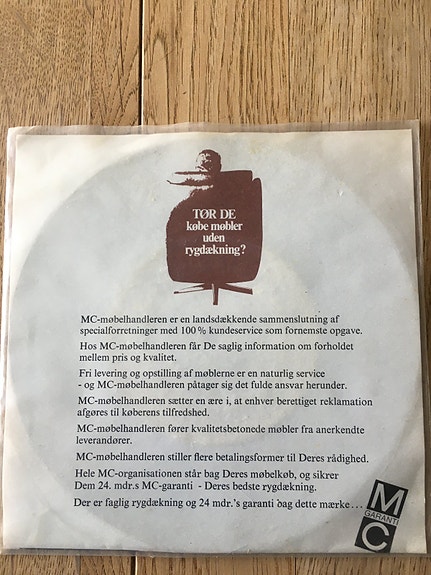 TØR DE
købe møbler
uden
rygdækning?
MC-møbelhandleren er en landsdækkende sammenslutning af
specialforretninger med 100 % kundeservice som fornemste opgave.
Hos MC-møbelhandleren får De saglig information om forholdet
mellem pris og kvalitet.
Fri levering og opstilling af møblerne er en naturlig service
- og MC-møbelhandleren påtager sig det fulde ansvar herunder.
MC-møbelhandleren sætter en ære i, at enhver berettiget reklamation
afgøres til køberens tilfredshed.
MC-møbelhandleren fører kvalitetsbetonede møbler fra anerkendte
leverandører.
MC-møbelhandleren stiller flere betalingsformer til Deres rådighed.
Hele MC-organisationen står bag Deres møbelkøb, og sikrer
Dem 24. mdr.s MC-garanti - Deres bedste rygdækning.
Der er faglig rygdækning og 24 mdr.'s garanti bag dette mærke...
M
GARANTI
C